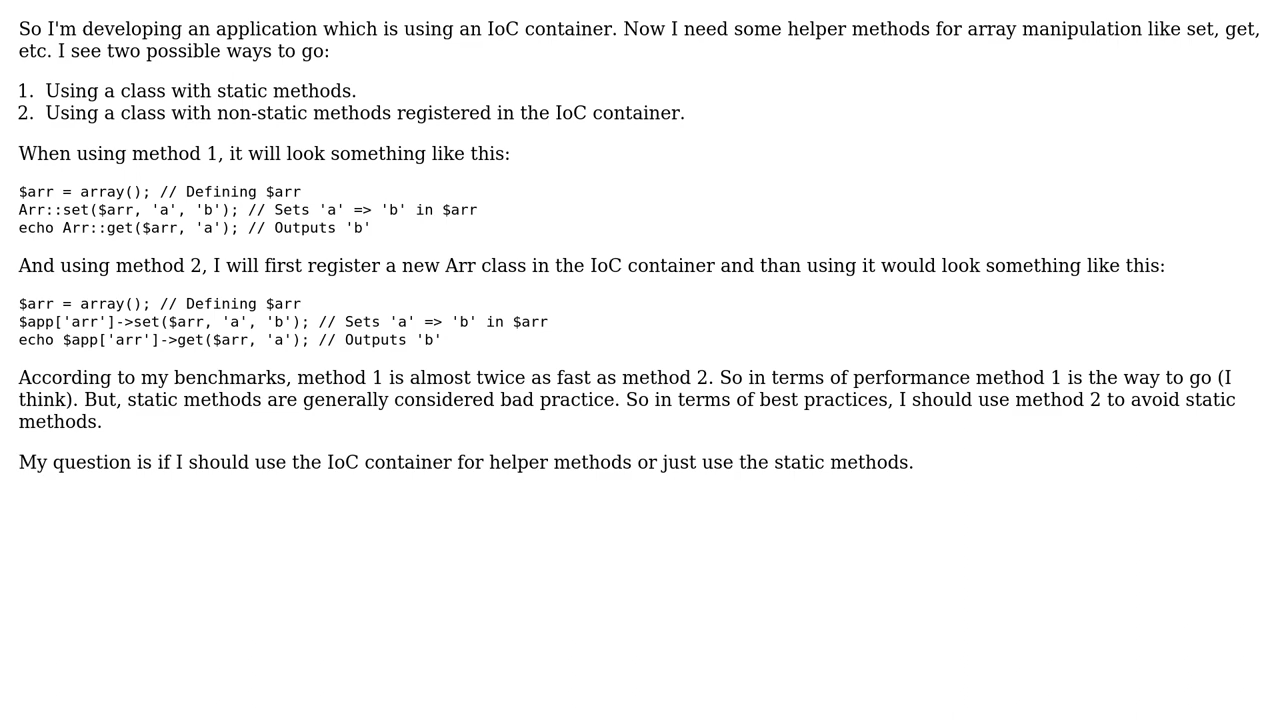 So I'm developing an application which is using an IoC container. Now I need some helper methods for array manipulation like set, get,
etc. I see two possible ways to go:
1. Using a class with static methods.
2. Using a class with non-static methods registered in the IoC container.
When using method 1, it will look something like this:
$arr = array(); // Defining $arr
Arr::set($arr, 'a', 'b'); // Sets 'a' => 'b' in $arr
echo Arr::get($arr, 'a'); // Outputs 'b'
And using method 2, I will first register a new Arr class in the IoC container and than using it would look something like this:
$arr = array(); // Defining $arr
$app['arr']->set($arr, 'a', 'b'); // Sets 'a' => 'b' in $arr
echo $app['arr']->get($arr, 'a'); // Outputs 'b'
According to my benchmarks, method 1 is almost twice as fast as method 2. So in terms of performance method 1 is the way to go (I
think). But, static methods are generally considered bad practice. So in terms of best practices, I should use method 2 to avoid static
methods.
My question is if I should use the IoC container for helper methods or just use the static methods.